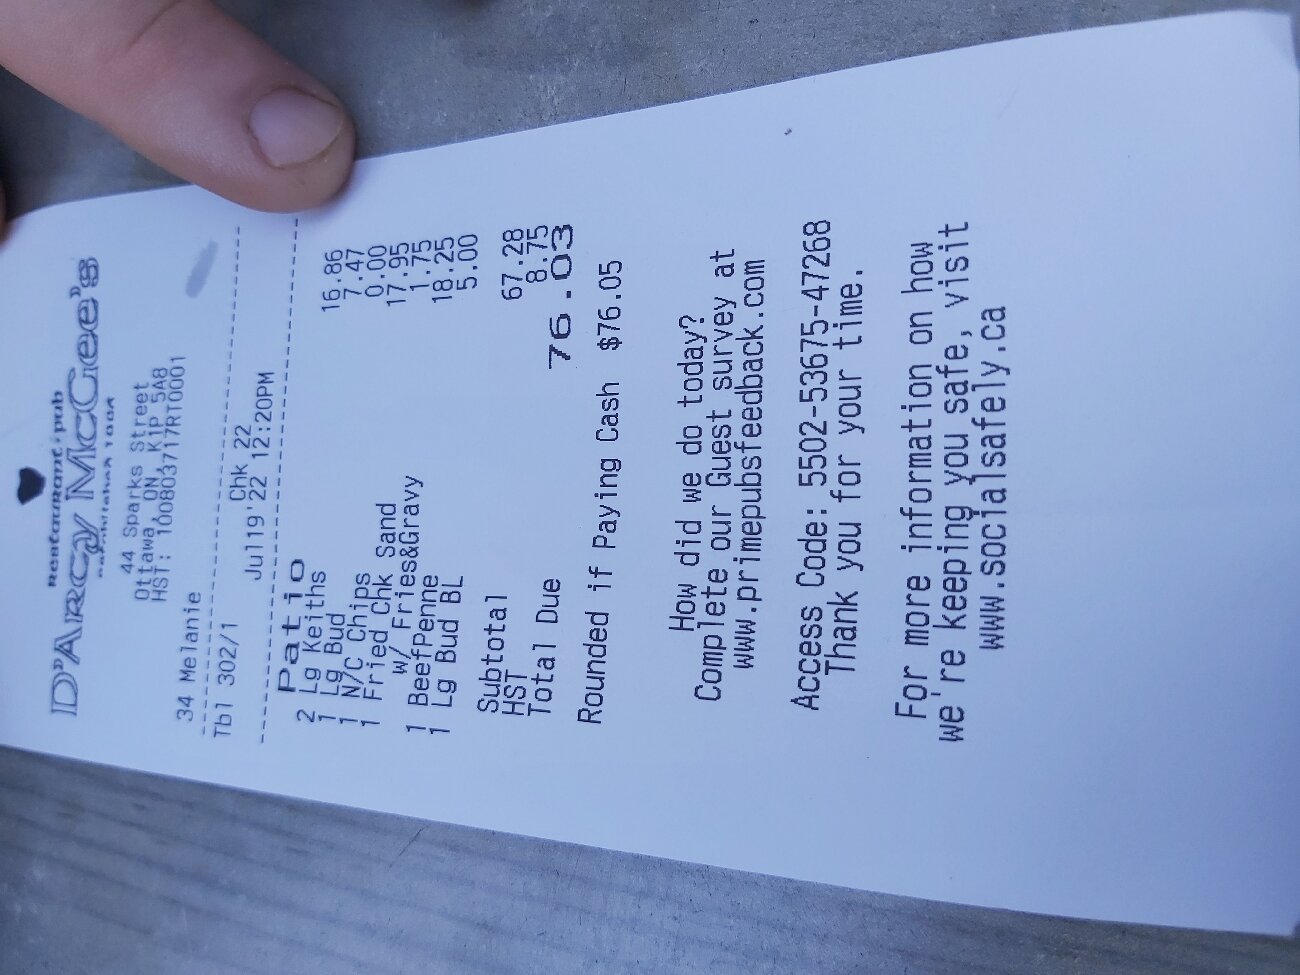 Restaurant • pub
D'Arcy McGee's
44 Sparks Street
Ottawa, ON, K1P 5A8
HST: 100803717RT0001
34 Melanie
Tbl 302/1 Chk 22
Jul19'22 12:20PM
Patio
2 Lg Keiths 16.86
1 Lg Bud 7.47
1 N/C Chips 0.00
1 Fried Chk Sand 17.95
w/ Fries&Gravy 1.75
1 BeefPenne 18.25
1 Lg Bud BL 5.00
Subtotal 67.28
HST 8.75
Total Due 76.03
Rounded if Paying Cash $76.05
How did we do today?
Complete our Guest survey at
www.primepubsfeedback.com
Access Code: 5502-53675-47268
Thank you for your time.
For more information on how
we're keeping you safe, visit
www.socialsafely.ca